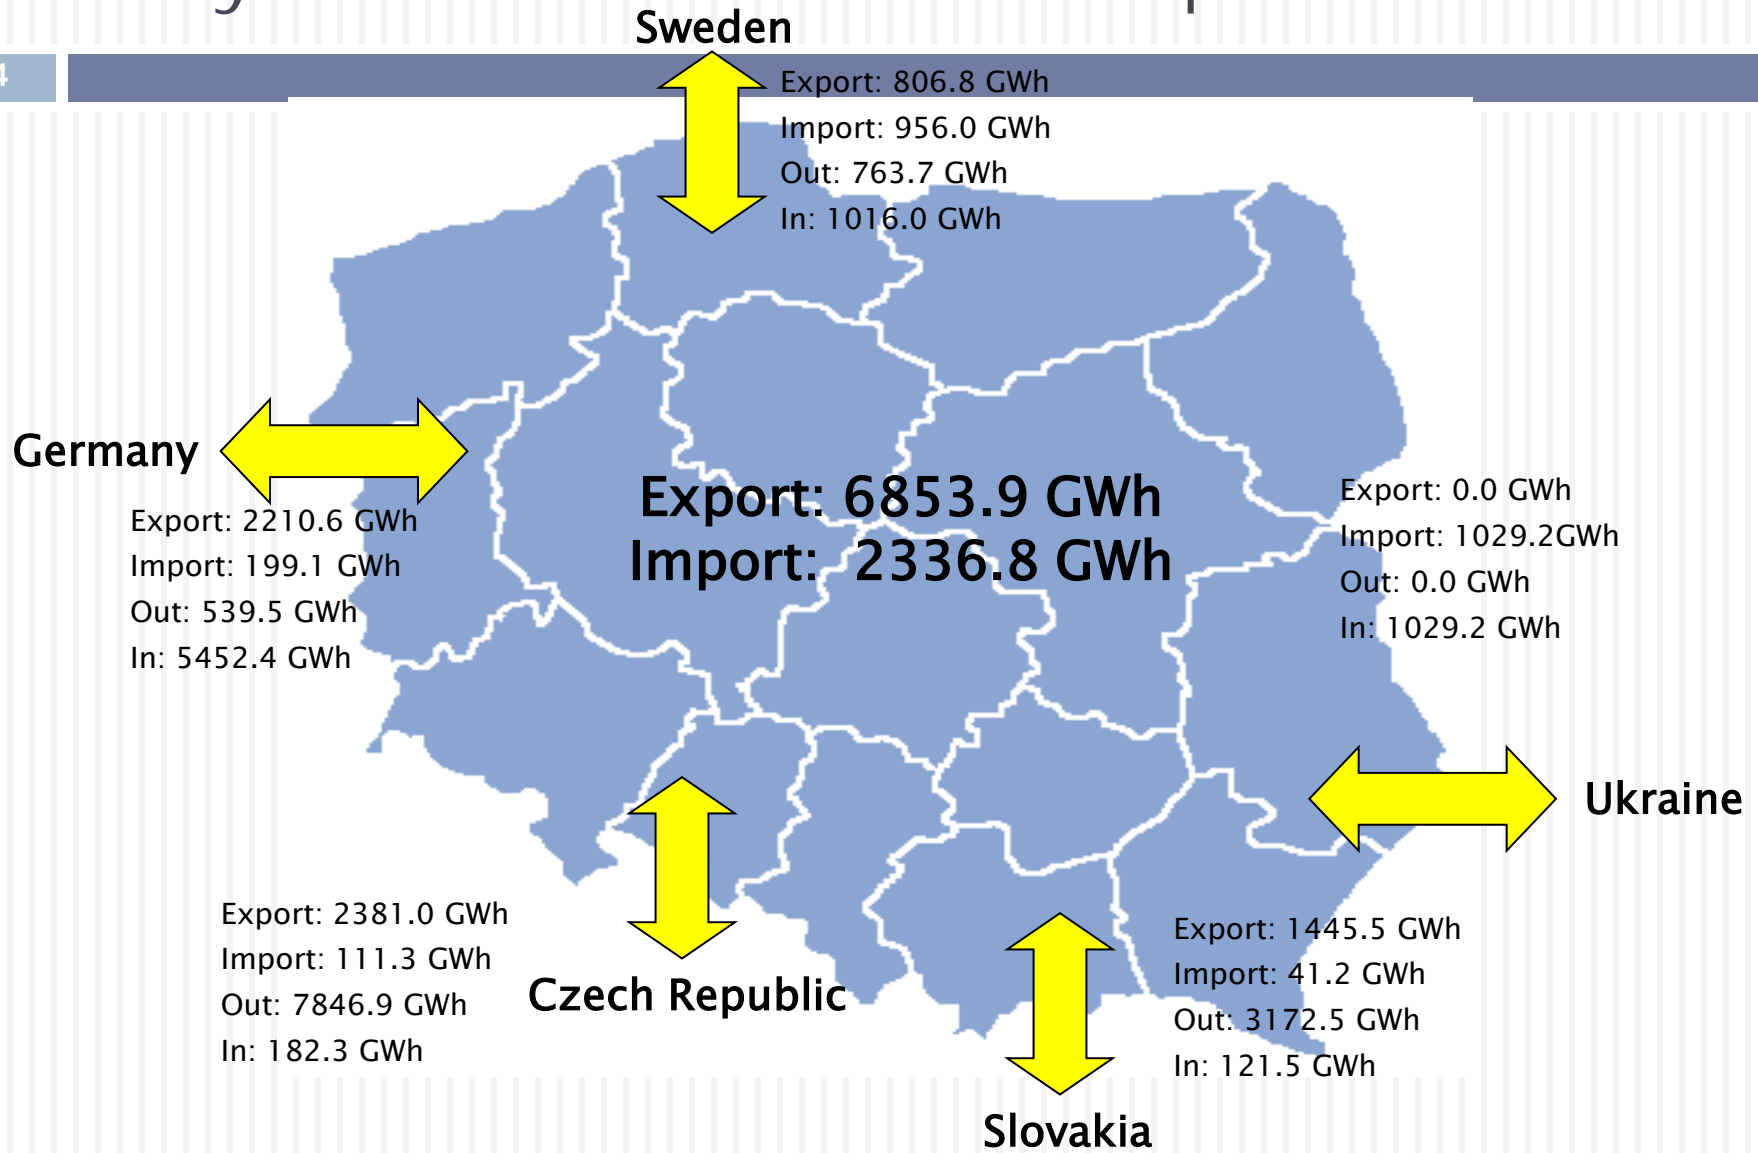 Sweden
4
Export: 806.8 GWh
Import: 956.0 GWh
Out: 763.7 GWh
In: 1016.0 GWh
Germany
Export: 2210.6 GWh
Import: 199.1 GWh
Out: 539.5 GWh
In: 5452.4 GWh
Export: 6853.9 GWh
Import: 2336.8 GWh
Export: 0.0 GWh
Import: 1029.2GWh
Out: 0.0 GWh
In: 1029.2 GWh
Ukraine
Export: 2381.0 GWh
Import: 111.3 GWh
Out: 7846.9 GWh
In: 182.3 GWh
Czech Republic
Export: 1445.5 GWh
Import: 41.2 GWh
Out: 3172.5 GWh
In: 121.5 GWh
Slovakia